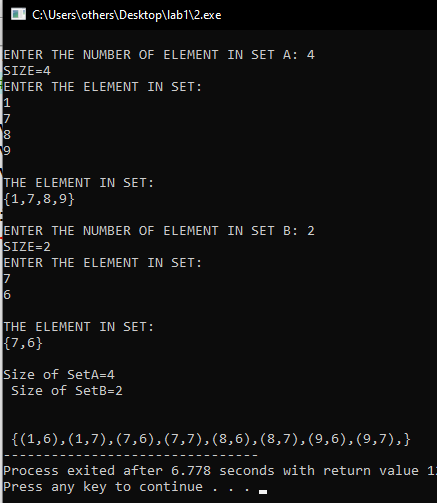 C:\Users\others\Desktop\lab1\2.exe
ENTER THE NUMBER OF ELEMENT IN SET A: 4
SIZE=4
ENTER THE ELEMENT IN SET:
1
7
8
9
THE ELEMENT IN SET:
{1,7,8,9}
ENTER THE NUMBER OF ELEMENT IN SET B: 2
SIZE=2
ENTER THE ELEMENT IN SET:
7
6
THE ELEMENT IN SET:
{7,6}
Size of SetA=4
Size of SetB=2
{(1,6),(1,7),(7,6),(7,7),(8,6),(8,7),(9,6),(9,7),}
--------------------------------
Process exited after 6.778 seconds with return value 1
Press any key to continue . . .